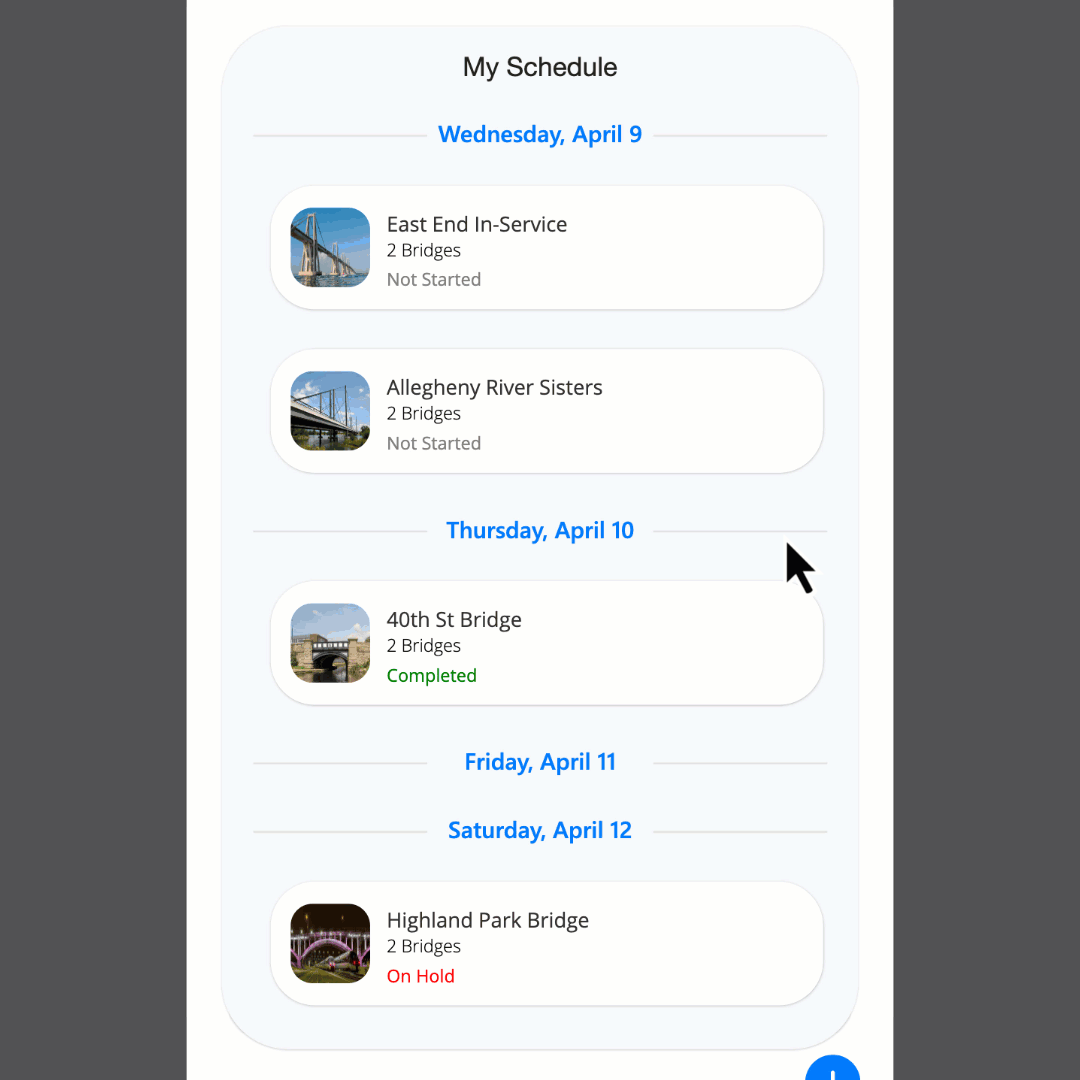 My Schedule
Wednesday, April 9
East End In-Service
2 Bridges
Not Started
Allegheny River Sisters
2 Bridges
Not Started
Thursday, April 10
40th St Bridge
2 Bridges
Completed
Friday, April 11
Saturday, April 12
Highland Park Bridge
2 Bridges
On Hold